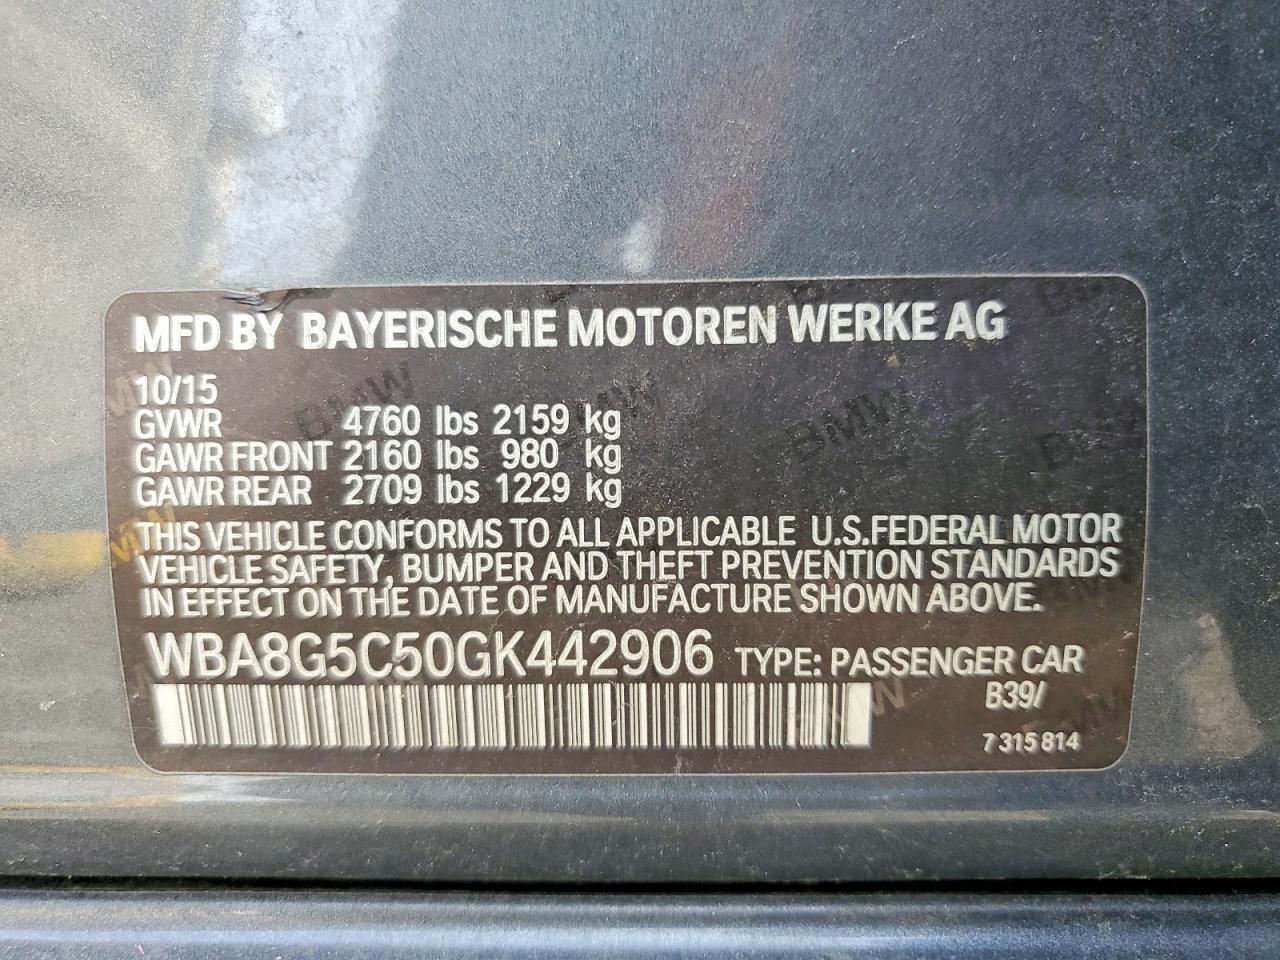 MFD BY BAYERISCHE MOTOREN WERKE AG
10/15
GVWR 4760 lbs 2159 kg
GAWR FRONT 2160 lbs 980 kg
GAWR REAR 2709 lbs 1229 kg
THIS VEHICLE CONFORMS TO ALL APPLICABLE U.S.FEDERAL MOTOR
VEHICLE SAFETY, BUMPER AND THEFT PREVENTION STANDARDS
IN EFFECT ON THE DATE OF MANUFACTURE SHOWN ABOVE.
WBA8G5C50GK442906 TYPE: PASSENGER CAR
B39/
7 315 814